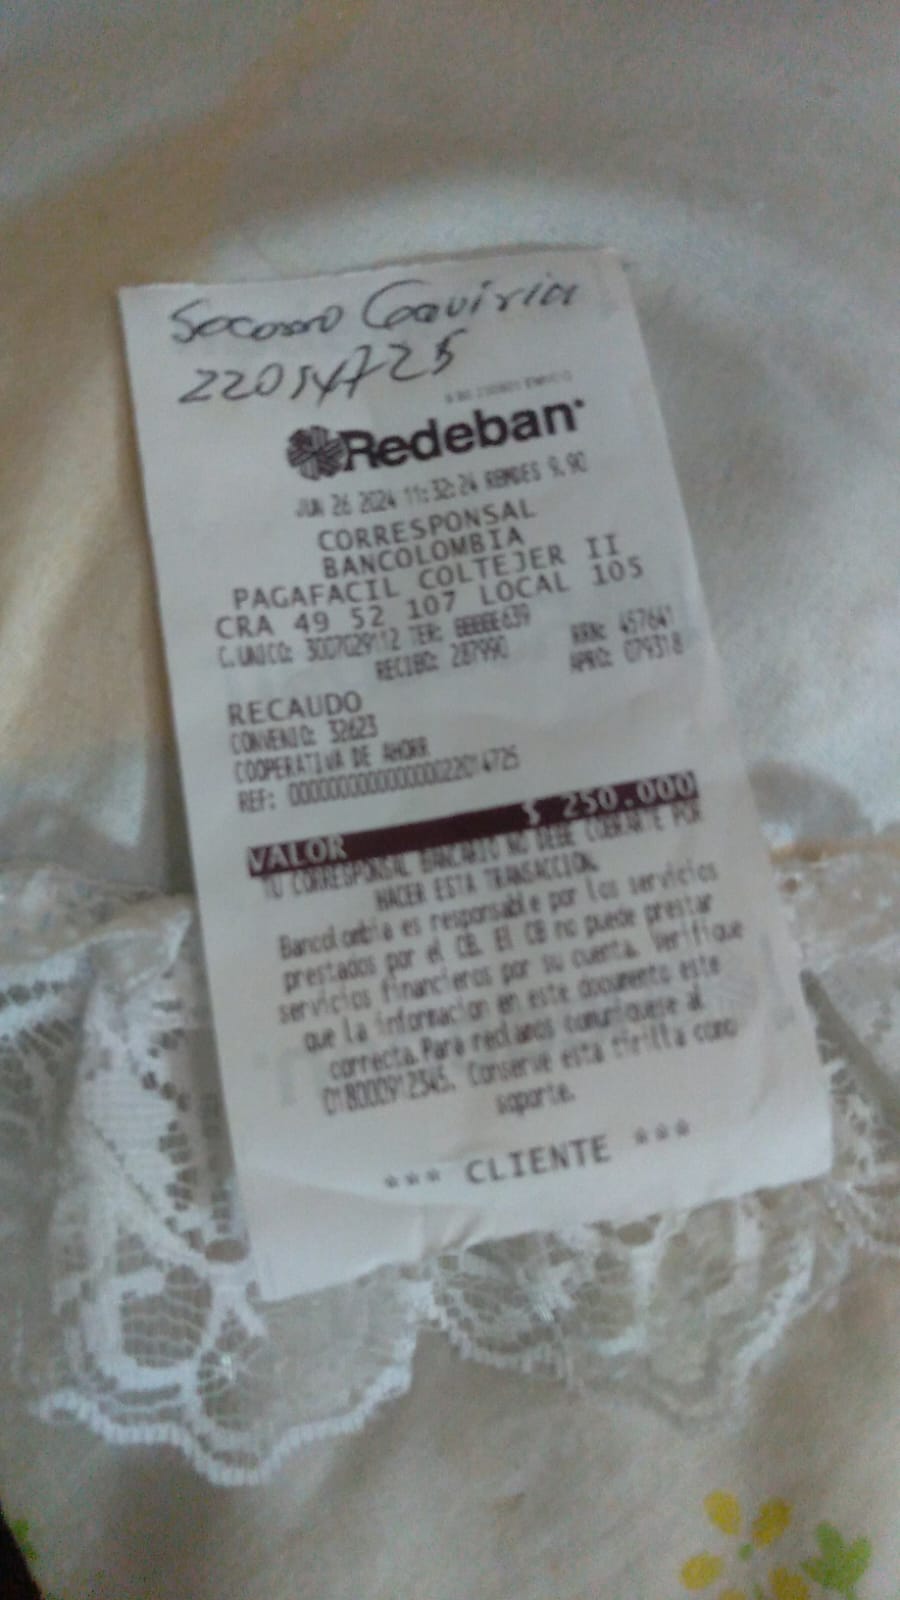 Socorro Gaviria
22014725
Redeban
JUN 26 2024 11:32:24 RBMDES 9.90
CORRESPONSAL
BANCOLOMBIA
PAGAFACIL COLTEJER II
CRA 49 52 107 LOCAL 105
C.UNICO: 3007029112 TER:
RECIBO: 287990 RRN: 457641
APRO: 079318
RECAUDO
CONVENIO: 32623
COOPERATIVA DE AHORR
REF: 00000000000000022014725
VALOR $ 250.000
TU CORRESPONSAL BANCARIO NO DEBE COBRARTE POR
HACER ESTA TRANSACCION.
Bancolombia es responsable por los servicios
prestados por el CB. El CB no puede prestar
servicios financieros por su cuenta. Verifique
que la informacion en este documento este
correcta. Para reclamos comuniquese al
018000912345. Conserve esta tirilla como
soporte.
*** CLIENTE ***